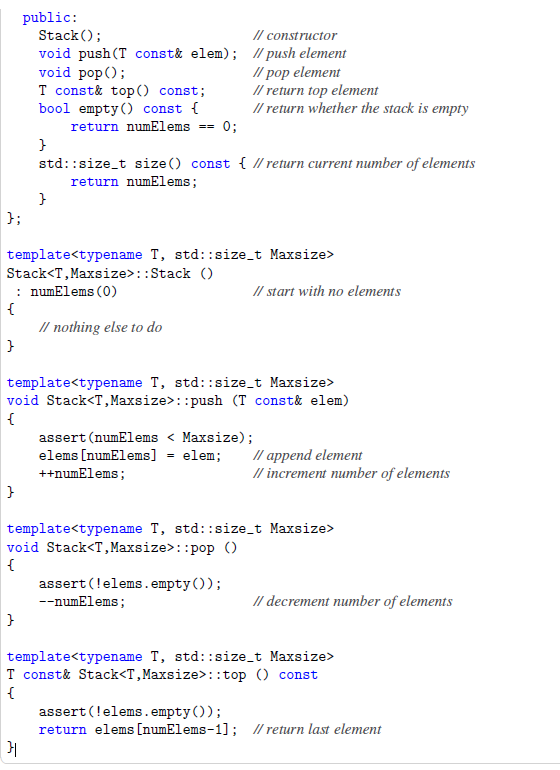 public:
Stack(); // constructor
void push(T const& elem); // push element
void pop(); // pop element
T const& top() const; // return top element
bool empty() const { // return whether the stack is empty
return numElems == 0;
}
std::size_t size() const { // return current number of elements
return numElems;
}
};
template<typename T, std::size_t Maxsize>
Stack<T,Maxsize>::Stack ()
: numElems(0) // start with no elements
{
// nothing else to do
}
template<typename T, std::size_t Maxsize>
void Stack<T,Maxsize>::push (T const& elem)
{
assert(numElems < Maxsize);
elems[numElems] = elem; // append element
++numElems; // increment number of elements
}
template<typename T, std::size_t Maxsize>
void Stack<T,Maxsize>::pop ()
{
assert(!elems.empty());
--numElems; // decrement number of elements
}
template<typename T, std::size_t Maxsize>
T const& Stack<T,Maxsize>::top () const
{
assert(!elems.empty());
return elems[numElems-1]; // return last element
}